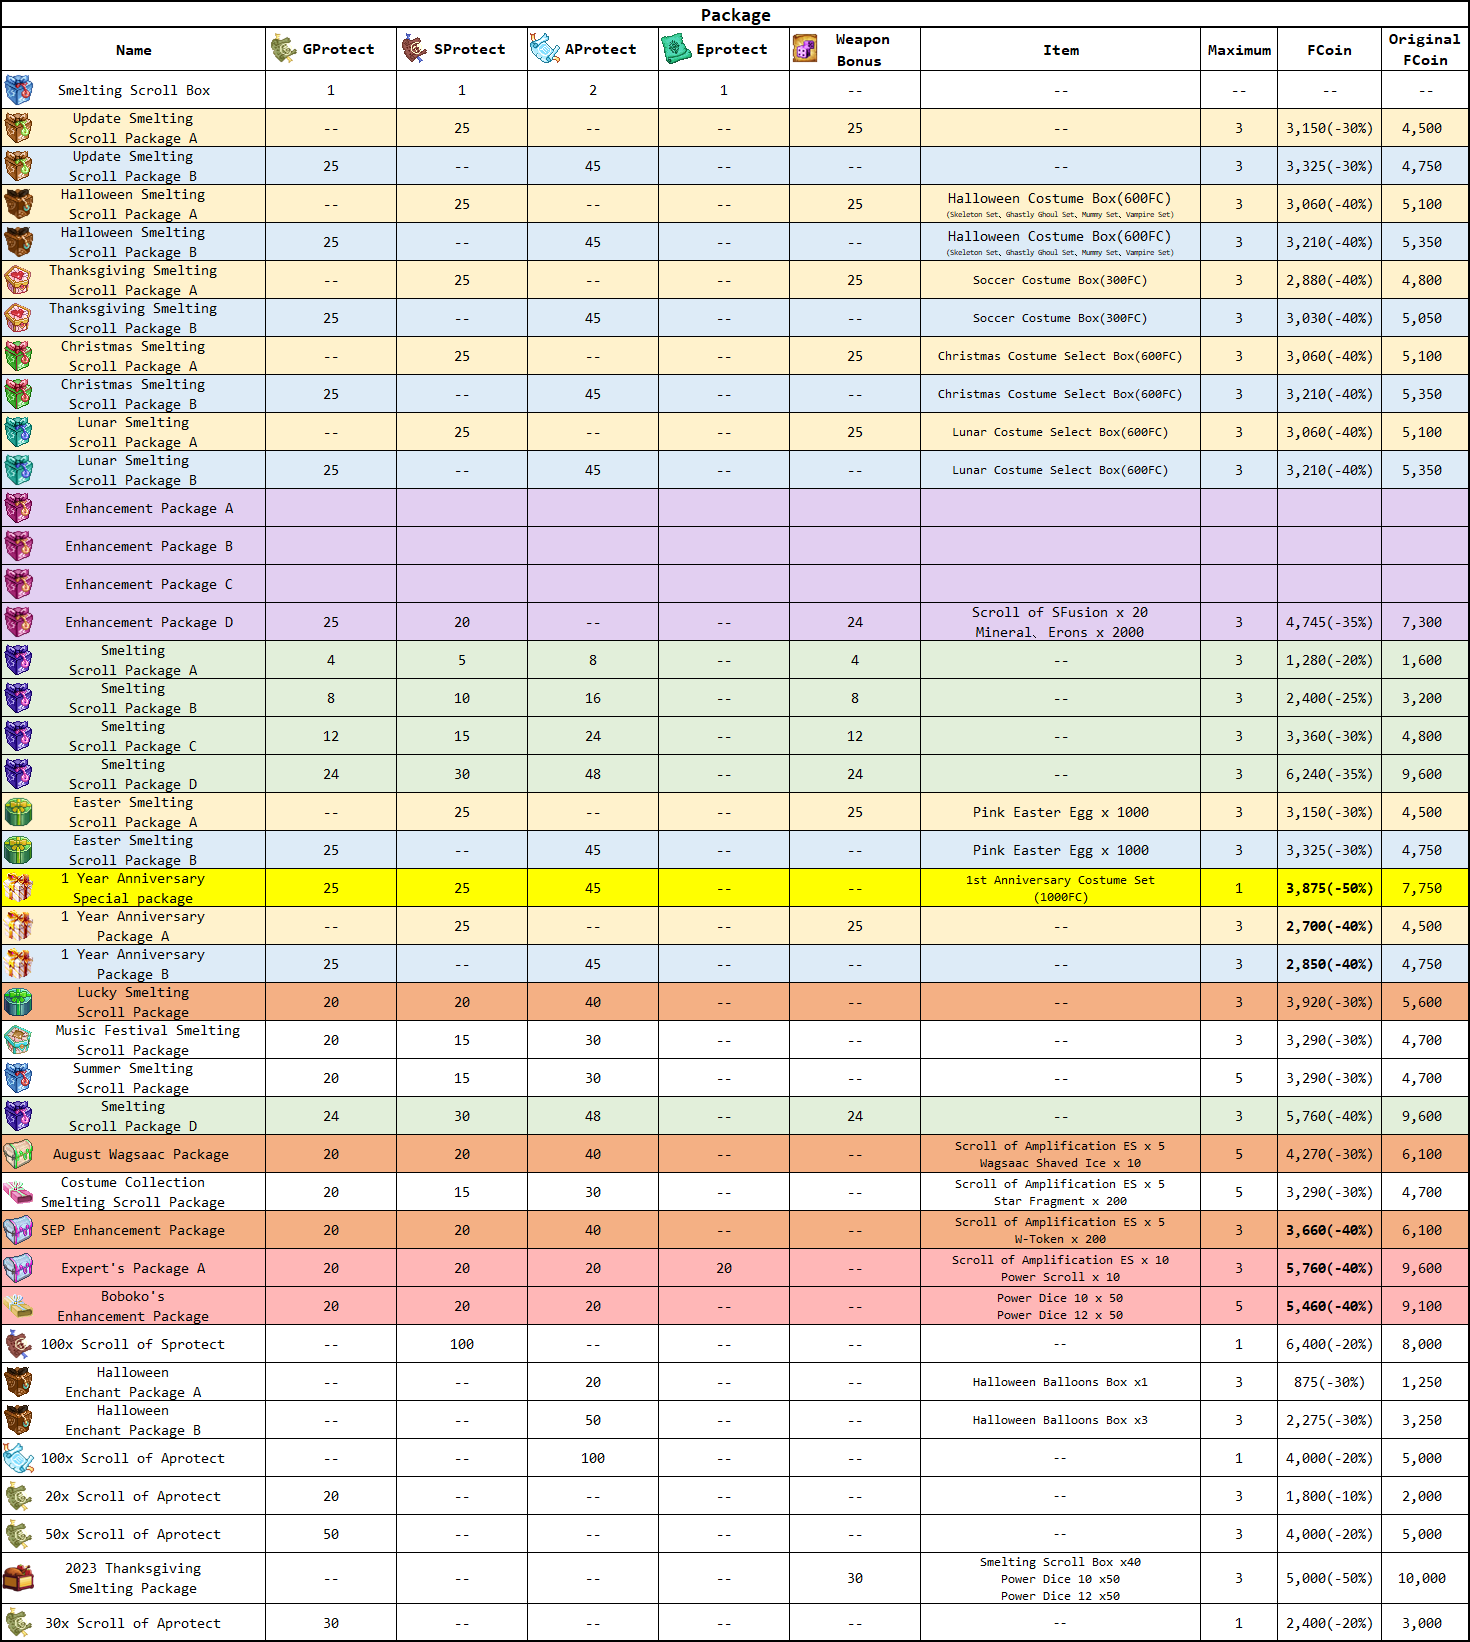 Package
Name GProtect SProtect AProtect Eprotect Weapon Bonus Item Maximum FCoin Original FCoin
Smelting Scroll Box 1 1 2 1 -- -- -- -- --
Update Smelting Scroll Package A -- 25 -- -- 25 -- 3 3,150(-30%) 4,500
Update Smelting Scroll Package B 25 -- 45 -- -- -- 3 3,325(-30%) 4,750
Halloween Smelting Scroll Package A -- 25 -- -- 25 Halloween Costume Box(600FC) (Skeleton Set、Ghastly Ghoul Set、Mummy Set、Vampire Set) 3 3,060(-40%) 5,100
Halloween Smelting Scroll Package B 25 -- 45 -- -- Halloween Costume Box(600FC) (Skeleton Set、Ghastly Ghoul Set、Mummy Set、Vampire Set) 3 3,210(-40%) 5,350
Thanksgiving Smelting Scroll Package A -- 25 -- -- 25 Soccer Costume Box(300FC) 3 2,880(-40%) 4,800
Thanksgiving Smelting Scroll Package B 25 -- 45 -- -- Soccer Costume Box(300FC) 3 3,030(-40%) 5,050
Christmas Smelting Scroll Package A -- 25 -- -- 25 Christmas Costume Select Box(600FC) 3 3,060(-40%) 5,100
Christmas Smelting Scroll Package B 25 -- 45 -- -- Christmas Costume Select Box(600FC) 3 3,210(-40%) 5,350
Lunar Smelting Scroll Package A -- 25 -- -- 25 Lunar Costume Select Box(600FC) 3 3,060(-40%) 5,100
Lunar Smelting Scroll Package B 25 -- 45 -- -- Lunar Costume Select Box(600FC) 3 3,210(-40%) 5,350
Enhancement Package A
Enhancement Package B
Enhancement Package C
Enhancement Package D 25 20 -- -- 24 Scroll of SFusion x 20 Mineral、Erons x 2000 3 4,745(-35%) 7,300
Smelting Scroll Package A 4 5 8 -- 4 -- 3 1,280(-20%) 1,600
Smelting Scroll Package B 8 10 16 -- 8 -- 3 2,400(-25%) 3,200
Smelting Scroll Package C 12 15 24 -- 12 -- 3 3,360(-30%) 4,800
Smelting Scroll Package D 24 30 48 -- 24 -- 3 6,240(-35%) 9,600
Easter Smelting Scroll Package A -- 25 -- -- 25 Pink Easter Egg x 1000 3 3,150(-30%) 4,500
Easter Smelting Scroll Package B 25 -- 45 -- -- Pink Easter Egg x 1000 3 3,325(-30%) 4,750
1 Year Anniversary Special package 25 25 45 -- -- 1st Anniversary Costume Set (1000FC) 1 3,875(-50%) 7,750
1 Year Anniversary Package A -- 25 -- -- 25 -- 3 2,700(-40%) 4,500
1 Year Anniversary Package B 25 -- 45 -- -- -- 3 2,850(-40%) 4,750
Lucky Smelting Scroll Package 20 20 40 -- -- -- 3 3,920(-30%) 5,600
Music Festival Smelting Scroll Package 20 15 30 -- -- -- 3 3,290(-30%) 4,700
Summer Smelting Scroll Package 20 15 30 -- -- -- 5 3,290(-30%) 4,700
Smelting Scroll Package D 24 30 48 -- 24 -- 3 5,760(-40%) 9,600
August Wagsaac Package 20 20 40 -- -- Scroll of Amplification ES x 5 Wagsaac Shaved Ice x 10 5 4,270(-30%) 6,100
Costume Collection Smelting Scroll Package 20 15 30 -- -- Scroll of Amplification ES x 5 Star Fragment x 200 5 3,290(-30%) 4,700
SEP Enhancement Package 20 20 40 -- -- Scroll of Amplification ES x 5 W-Token x 200 3 3,660(-40%) 6,100
Expert's Package A 20 20 20 20 -- Scroll of Amplification ES x 10 Power Scroll x 10 3 5,760(-40%) 9,600
Boboko's Enhancement Package 20 20 20 -- -- Power Dice 10 x 50 Power Dice 12 x 50 5 5,460(-40%) 9,100
100x Scroll of Sprotect -- 100 -- -- -- -- 1 6,400(-20%) 8,000
Halloween Enchant Package A -- -- 20 -- -- Halloween Balloons Box x1 3 875(-30%) 1,250
Halloween Enchant Package B -- -- 50 -- -- Halloween Balloons Box x3 3 2,275(-30%) 3,250
100x Scroll of Aprotect -- -- 100 -- -- -- 1 4,000(-20%) 5,000
20x Scroll of Aprotect 20 -- -- -- -- -- 3 1,800(-10%) 2,000
50x Scroll of Aprotect 50 -- -- -- -- -- 3 4,000(-20%) 5,000
2023 Thanksgiving Smelting Package -- -- -- -- 30 Smelting Scroll Box x40 Power Dice 10 x50 Power Dice 12 x50 3 5,000(-50%) 10,000
30x Scroll of Aprotect 30 -- -- -- -- -- 1 2,400(-20%) 3,000